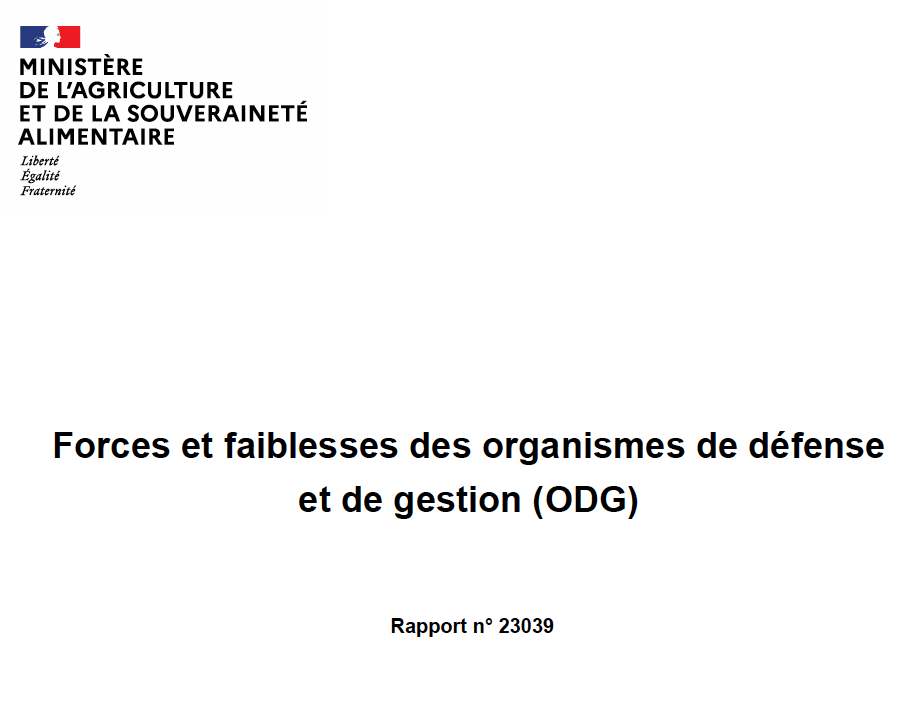 MINISTÈRE
DE L'AGRICULTURE
ET DE LA SOUVERAINETÉ
ALIMENTAIRE
Liberté
Égalité
Fraternité
Forces et faiblesses des organismes de défense
et de gestion (ODG)
Rapport n° 23039